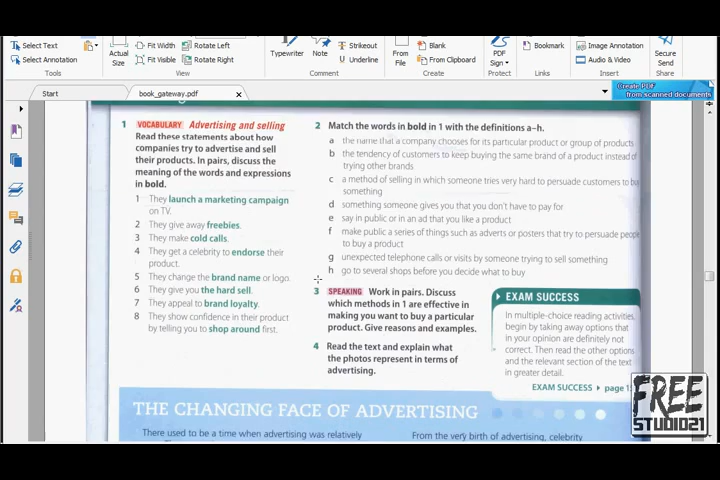 Select Text
Select Annotation
Tools
Actual
Size
Fit Width
Fit Visible
Rotate Left
Rotate Right
View
Typewriter
Note
Strikeout
Underline
Comment
From
File
Blank
From Clipboard
Create
PDF
Sign
Protect
Bookmark
Links
Image Annotation
Audio & Video
Insert
Secure
Send
Share
Start
book_gateway.pdf
Create PDF
from scanned documents
1 VOCABULARY Advertising and selling
Read these statements about how
companies try to advertise and sell
their products. In pairs, discuss the
meaning of the words and expressions
in bold.
1 They launch a marketing campaign
on TV.
2 They give away freebies.
3 They make cold calls.
4 They get a celebrity to endorse their
product.
5 They change the brand name or logo.
6 They give you the hard sell.
7 They appeal to brand loyalty.
8 They show confidence in their product
by telling you to shop around first.
2 Match the words in bold in 1 with the definitions a–h.
a the name that a company chooses for its particular product or group of products
b the tendency of customers to keep buying the same brand of a product instead of
trying other brands
c a method of selling in which someone tries very hard to persuade customers to
something
d something someone gives you that you don't have to pay for
e say in public or in an ad that you like a product
f make public a series of things such as adverts or posters that try to persuade people
to buy a product
g unexpected telephone calls or visits by someone trying to sell something
h go to several shops before you decide what to buy
3 SPEAKING Work in pairs. Discuss
which methods in 1 are effective in
making you want to buy a particular
product. Give reasons and examples.
4 Read the text and explain what
the photos represent in terms of
advertising.
EXAM SUCCESS
In multiple-choice reading activities,
begin by taking away options that
in your opinion are definitely not
correct. Then read the other options
and the relevant section of the text
in greater detail.
EXAM SUCCESS page
FREE
STUDIO21
THE CHANGING FACE OF ADVERTISING
There used to be a time when advertising was relatively
From the very birth of advertising, celebrity